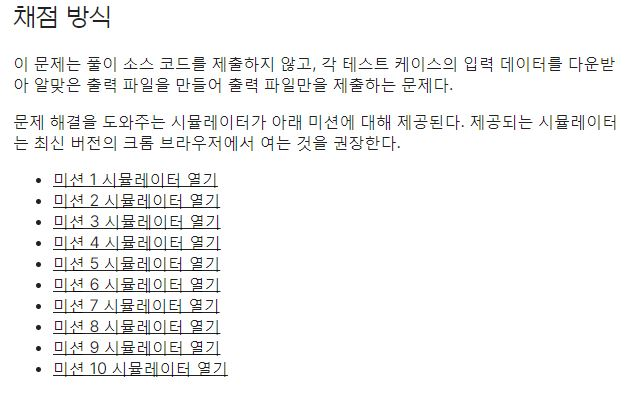 채점 방식
이 문제는 풀이 소스 코드를 제출하지 않고, 각 테스트 케이스의 입력 데이터를 다운받
아 알맞은 출력 파일을 만들어 출력 파일만을 제출하는 문제다.
문제 해결을 도와주는 시뮬레이터가 아래 미션에 대해 제공된다. 제공되는 시뮬레이터
는 최신 버전의 크롬 브라우저에서 여는 것을 권장한다.
• 미션 1 시뮬레이터 열기
• 미션 2 시뮬레이터 열기
• 미션 3 시뮬레이터 열기
• 미션 4 시뮬레이터 열기
• 미션 5 시뮬레이터 열기
• 미션 6 시뮬레이터 열기
• 미션 7 시뮬레이터 열기
• 미션 8 시뮬레이터 열기
• 미션 9 시뮬레이터 열기
• 미션 10 시뮬레이터 열기